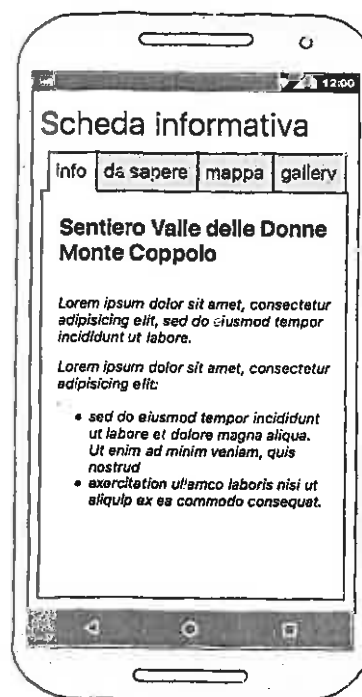 12:00
Scheda informativa
info da sapere mappa gallery
Sentiero Valle delle Donne
Monte Coppolo
Lorem ipsum dolor sit amet, consectetur
adipisicing elit, sed do eiusmod tempor
incididunt ut labore.
Lorem ipsum dolor sit amet, consectetur
adipisicing elit:
• sed do eiusmod tempor incididunt
ut labore et dolore magna aliqua.
Ut enim ad minim veniam, quis
nostrud
• exercitation ullamco laboris nisi ut
aliquip ex ea commodo consequat.